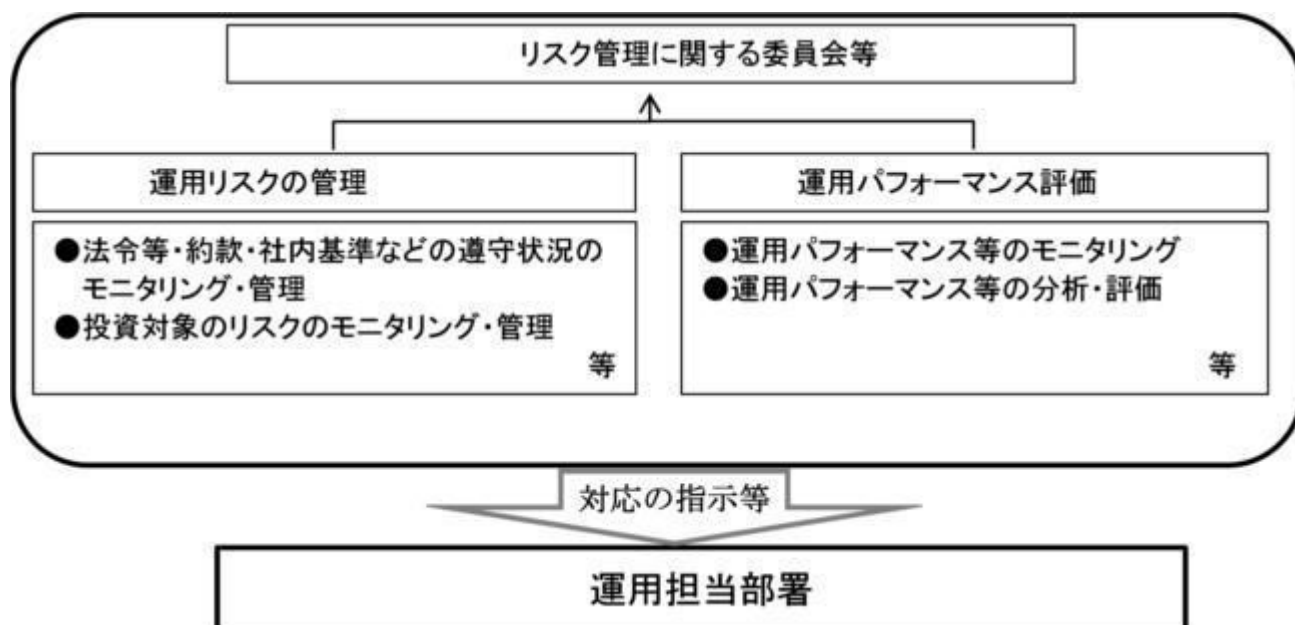 リスク管理に関する委員会等
運用リスクの管理
●法令等・約款・社内基準などの遵守状況の
モニタリング・管理
●投資対象のリスクのモニタリング・管理
等
運用パフォーマンス評価
●運用パフォーマンス等のモニタリング
●運用パフォーマンス等の分析・評価
等
対応の指示等
運用担当部署